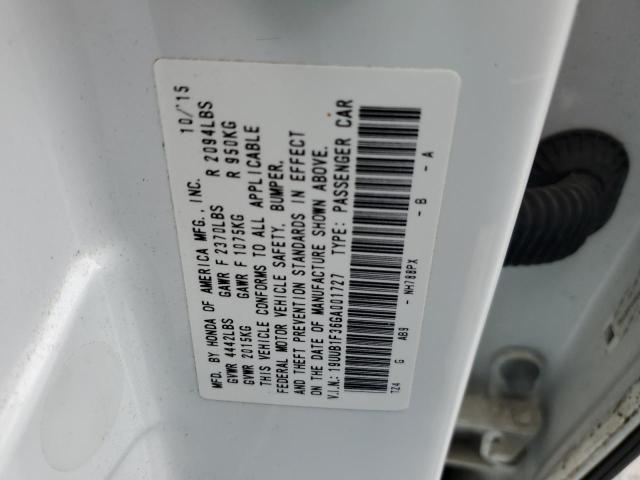 MFD. BY HONDA OF AMERICA MFG., INC. 10/'15
GVWR 4442LBS GAWR F 2370LBS R 2094LBS
GVWR 2015KG GAWR F 1075KG R 950KG
THIS VEHICLE CONFORMS TO ALL APPLICABLE
FEDERAL MOTOR VEHICLE SAFETY, BUMPER,
AND THEFT PREVENTION STANDARDS IN EFFECT
ON THE DATE OF MANUFACTURE SHOWN ABOVE.
V.I.N.: 19UUB1F36GA001727 TYPE: PASSENGER CAR
TZ4 G AB9 - NH788PX - B - A